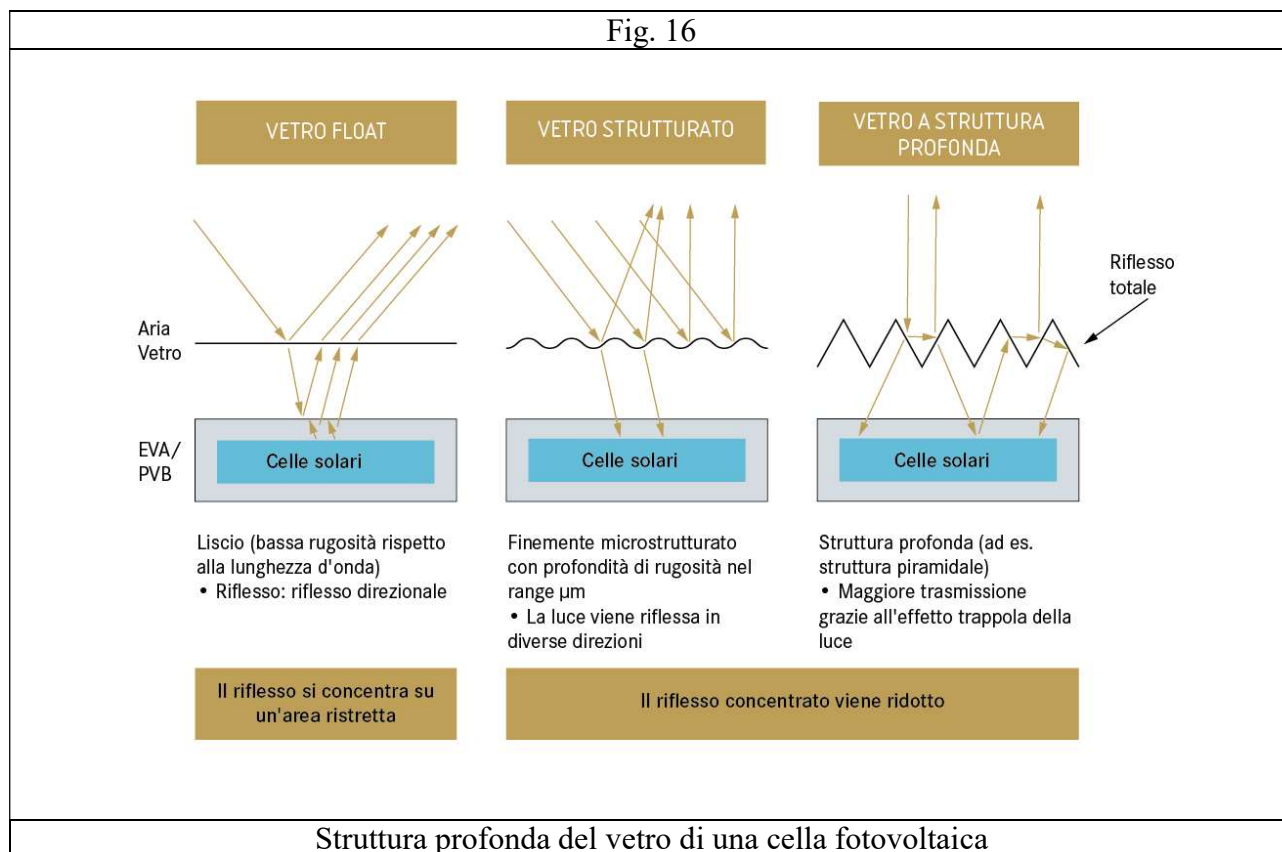 Fig. 16
VETRO FLOAT
VETRO STRUTTURATO
VETRO A STRUTTURA
PROFONDA
Riflesso
totale
Aria
Vetro
EVA/
PVB
Celle solari
Celle solari
Celle solari
Liscio (bassa rugosità rispetto
alla lunghezza d'onda)
• Riflesso: riflesso direzionale
Finemente microstrutturato
con profondità di rugosità nel
range µm
• La luce viene riflessa in
diverse direzioni
Struttura profonda (ad es.
struttura piramidale)
• Maggiore trasmissione
grazie all'effetto trappola della
luce
Il riflesso si concentra su
un'area ristretta
Il riflesso concentrato viene ridotto
Struttura profonda del vetro di una cella fotovoltaica